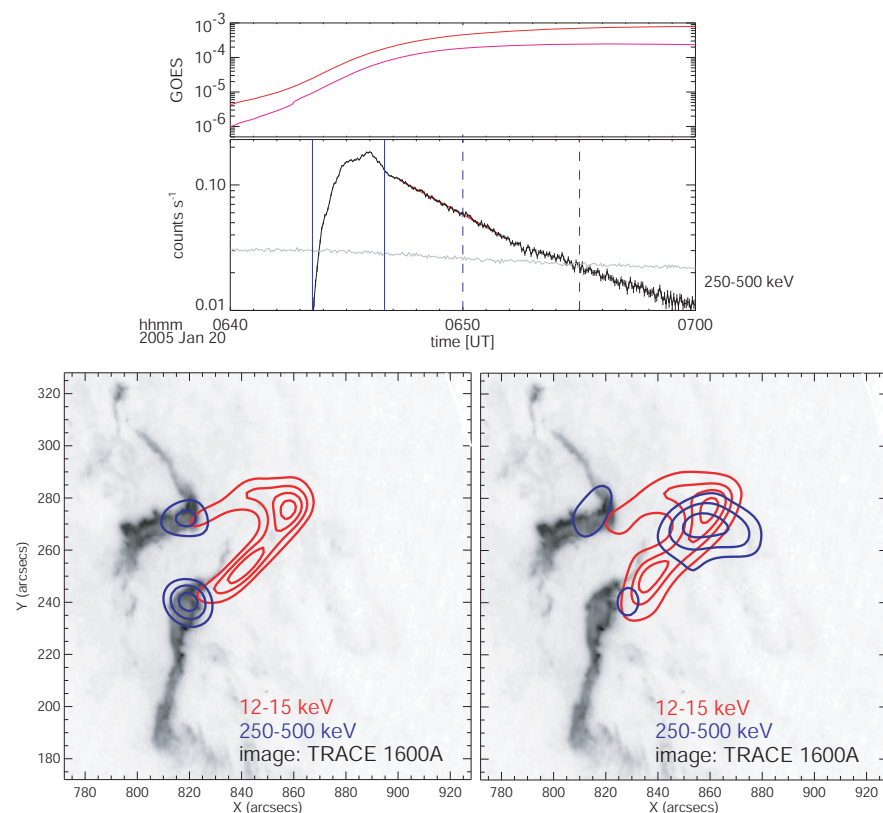 10-3
10-4
10-5
10-6
GOES
0.10
0.01
counts s-1
250-500 keV
hhmm
2005 Jan 20
0640
0650
0700
time [UT]
320
300
280
260
240
220
200
180
Y (arcsecs)
12-15 keV
250-500 keV
image: TRACE 1600A
780 800 820 840 860 880 900 920
X (arcsecs)
12-15 keV
250-500 keV
image: TRACE 1600A
780 800 820 840 860 880 900 920
X (arcsecs)